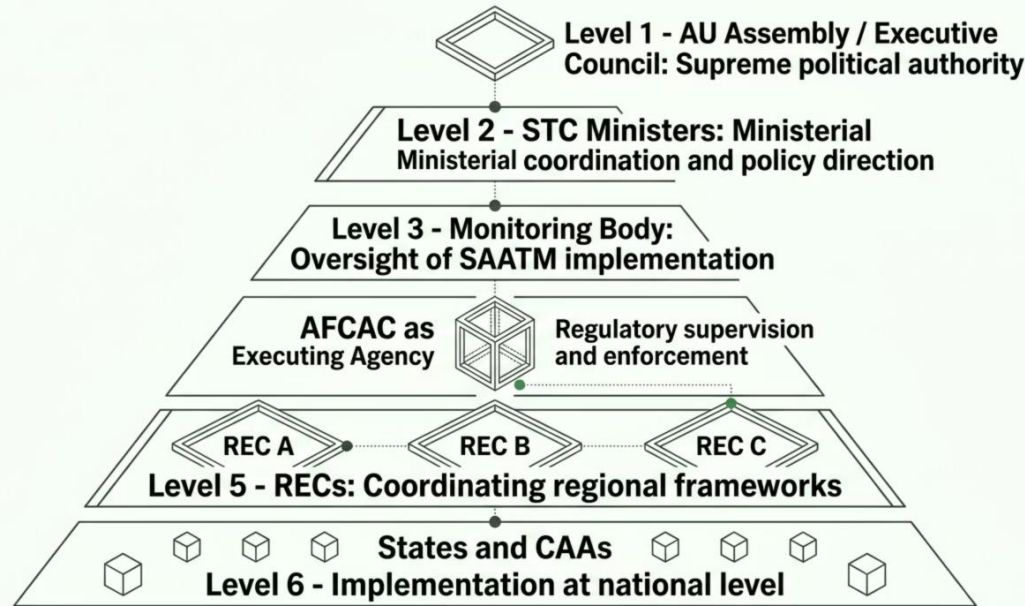 Level 1 - AU Assembly / Executive
Council: Supreme political authority
Level 2 - STC Ministers: Ministerial
Ministerial coordination and policy direction
Level 3 - Monitoring Body:
Oversight of SAATM implementation
AFCAC as
Executing Agency
Regulatory supervision
and enforcement
REC A
REC B
REC C
Level 5 - RECs: Coordinating regional frameworks
States and CAAs
Level 6 - Implementation at national level